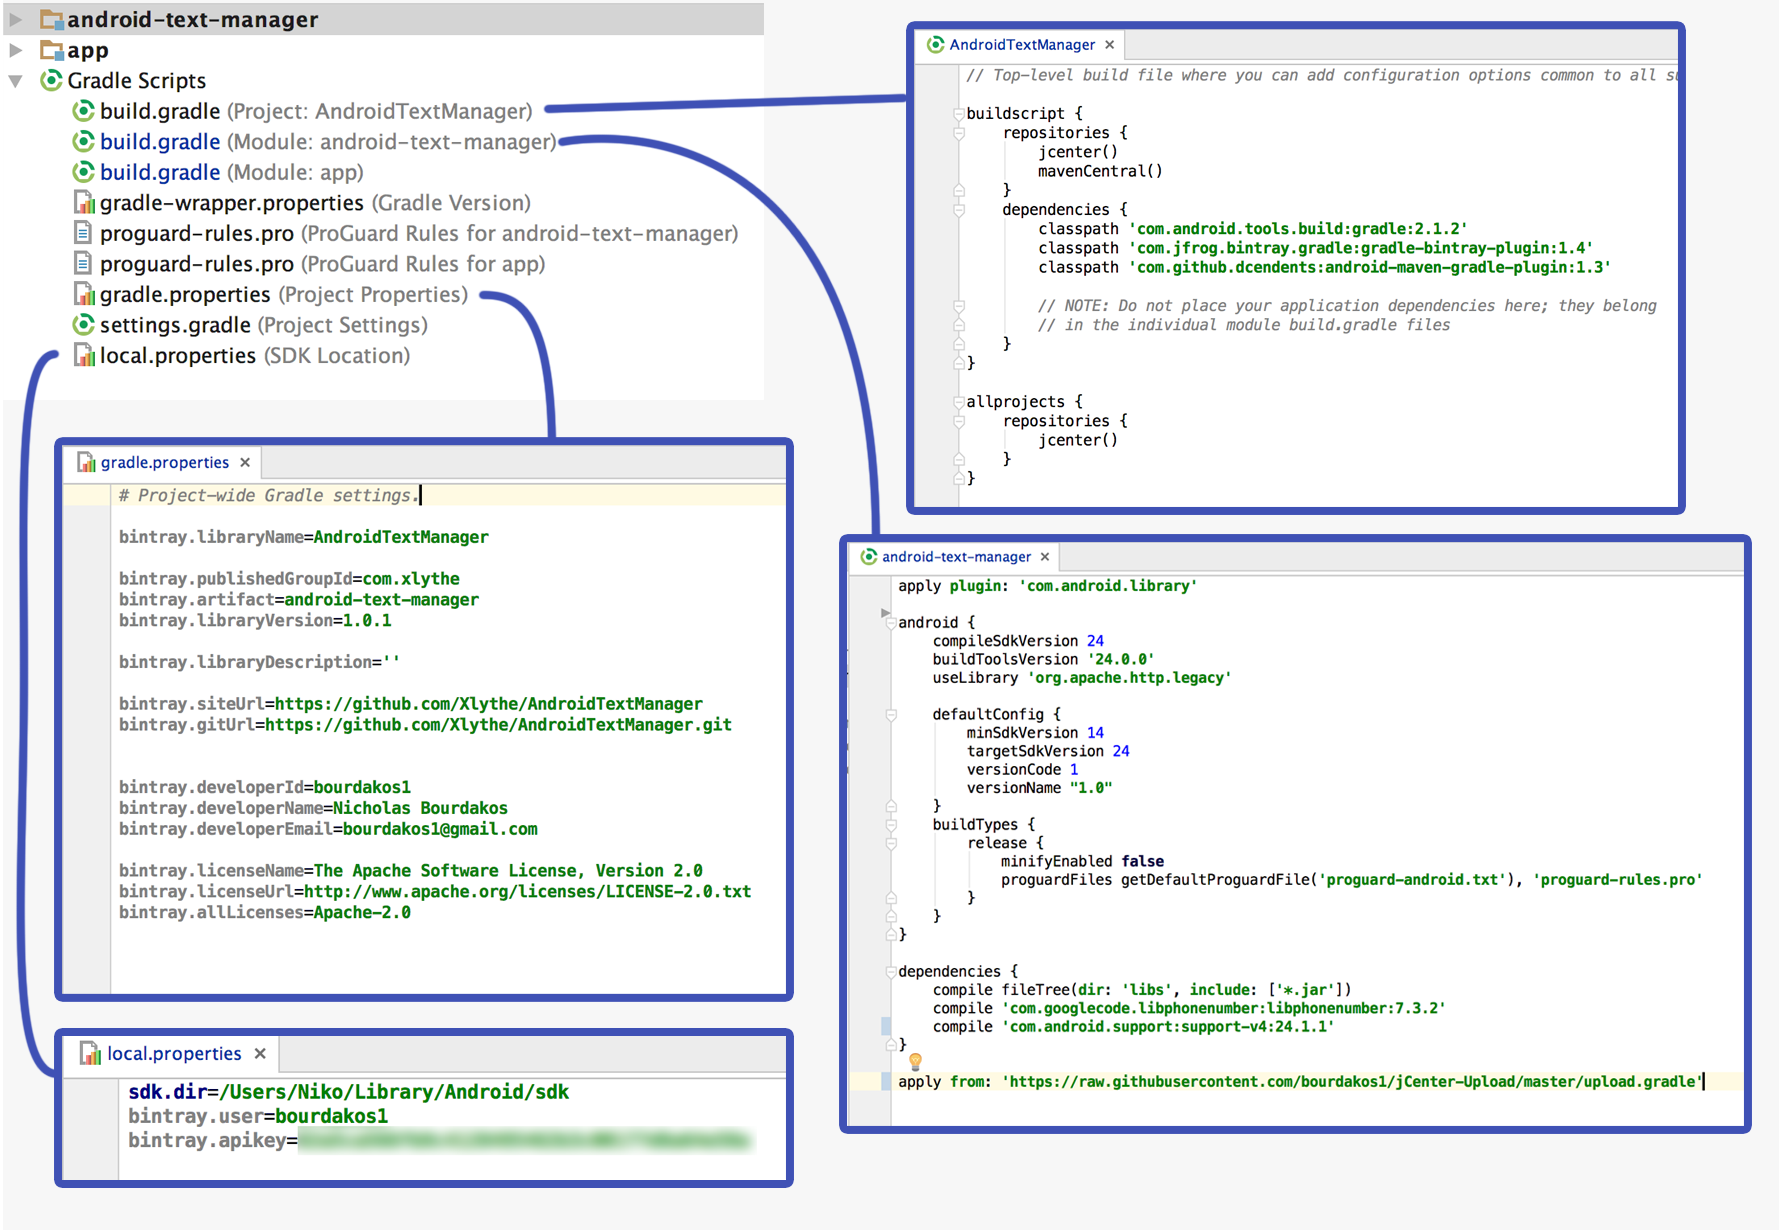 android-text-manager
app
Gradle Scripts
build.gradle (Project: AndroidTextManager)
build.gradle (Module: android-text-manager)
build.gradle (Module: app)
gradle-wrapper.properties (Gradle Version)
proguard-rules.pro (ProGuard Rules for android-text-manager)
proguard-rules.pro (ProGuard Rules for app)
gradle.properties (Project Properties)
settings.gradle (Project Settings)
local.properties (SDK Location)
AndroidTextManager
// Top-level build file where you can add configuration options common to all
buildscript {
repositories {
jcenter()
mavenCentral()
}
dependencies {
classpath 'com.android.tools.build:gradle:2.1.2'
classpath 'com.jfrog.bintray.gradle:gradle-bintray-plugin:1.4'
classpath 'com.github.dcendents:android-maven-gradle-plugin:1.3'
// NOTE: Do not place your application dependencies here; they belong
// in the individual module build.gradle files
}
}
allprojects {
repositories {
jcenter()
}
}
gradle.properties
# Project-wide Gradle settings.
bintray.libraryName=AndroidTextManager
bintray.publishedGroupId=com.xlythe
bintray.artifact=android-text-manager
bintray.libraryVersion=1.0.1
bintray.libraryDescription=''
bintray.siteUrl=https://github.com/Xlythe/AndroidTextManager
bintray.gitUrl=https://github.com/Xlythe/AndroidTextManager.git
bintray.developerId=bourdakos1
bintray.developerName=Nicholas Bourdakos
bintray.developerEmail=bourdakos1@gmail.com
bintray.licenseName=The Apache Software License, Version 2.0
bintray.licenseUrl=http://www.apache.org/licenses/LICENSE-2.0.txt
bintray.allLicenses=Apache-2.0
android-text-manager
apply plugin: 'com.android.library'
android {
compileSdkVersion 24
buildToolsVersion '24.0.0'
useLibrary 'org.apache.http.legacy'
defaultConfig {
minSdkVersion 14
targetSdkVersion 24
versionCode 1
versionName "1.0"
}
buildTypes {
release {
minifyEnabled false
proguardFiles getDefaultProguardFile('proguard-android.txt'), 'proguard-rules.pro'
}
}
}
dependencies {
compile fileTree(dir: 'libs', include: ['*.jar'])
compile 'com.googlecode.libphonenumber:libphonenumber:7.3.2'
compile 'com.android.support:support-v4:24.1.1'
}
apply from: 'https://raw.githubusercontent.com/bourdakos1/jCenter-Upload/master/upload.gradle'
local.properties
sdk.dir=/Users/Niko/Library/Android/sdk
bintray.user=bourdakos1
bintray.apikey=